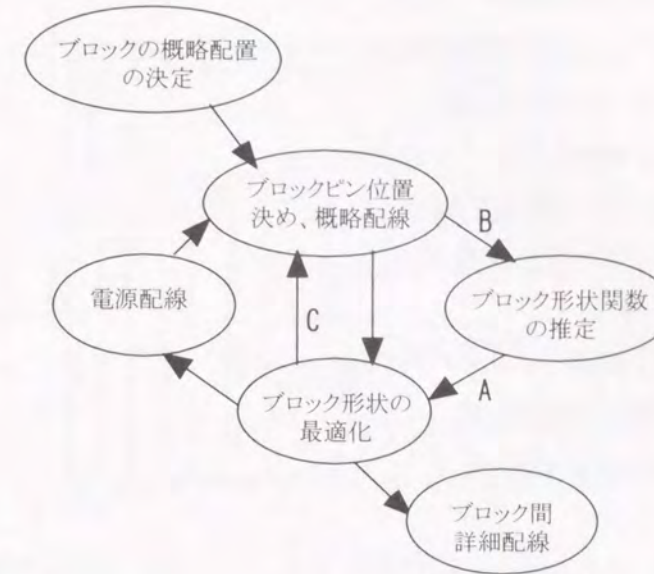 ブロックの概略配置
の決定
ブロックピン位置
決め、概略配線
B
電源配線
ブロック形状関数
の推定
C
A
ブロック形状の
最適化
ブロック間
詳細配線